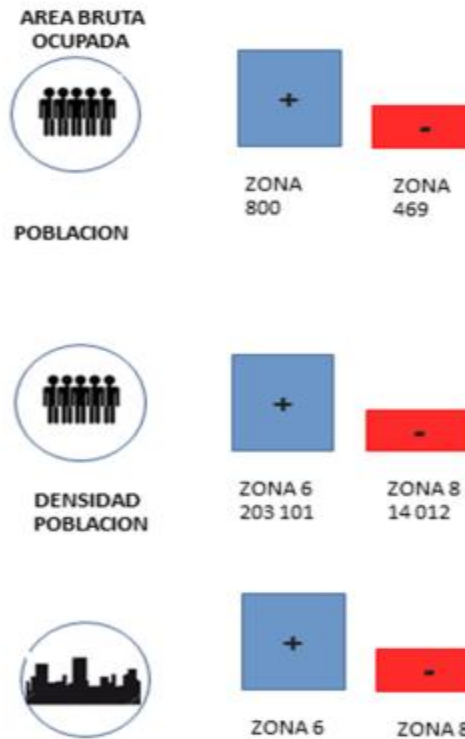 AREA BRUTA
OCUPADA
+
-
ZONA
800
ZONA
469
POBLACION
+
-
ZONA 6
203 101
ZONA 8
14 012
DENSIDAD
POBLACION
+
-
ZONA 6
ZONA 8